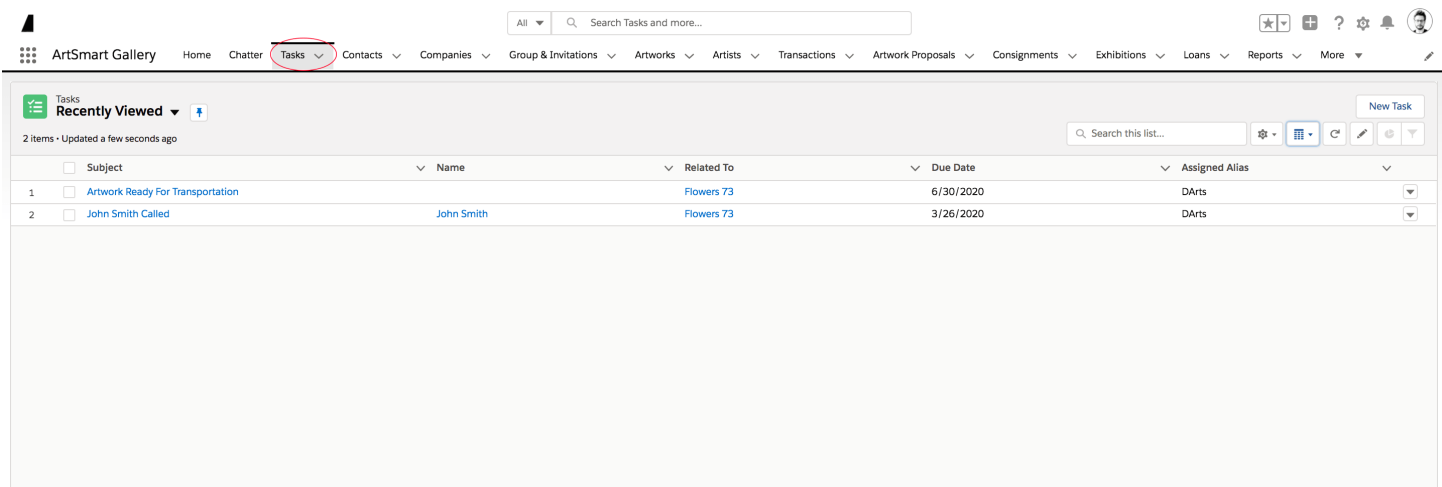 All Search Tasks and more...
ArtSmart Gallery Home Chatter Tasks Contacts Companies Group & Invitations Artworks Artists Transactions Artwork Proposals Consignments Exhibitions Loans Reports More
Tasks
Recently Viewed
New Task
2 items • Updated a few seconds ago
Search this list...
Subject Name Related To Due Date Assigned Alias
1 Artwork Ready For Transportation Flowers 73 6/30/2020 DArts
2 John Smith Called John Smith Flowers 73 3/26/2020 DArts